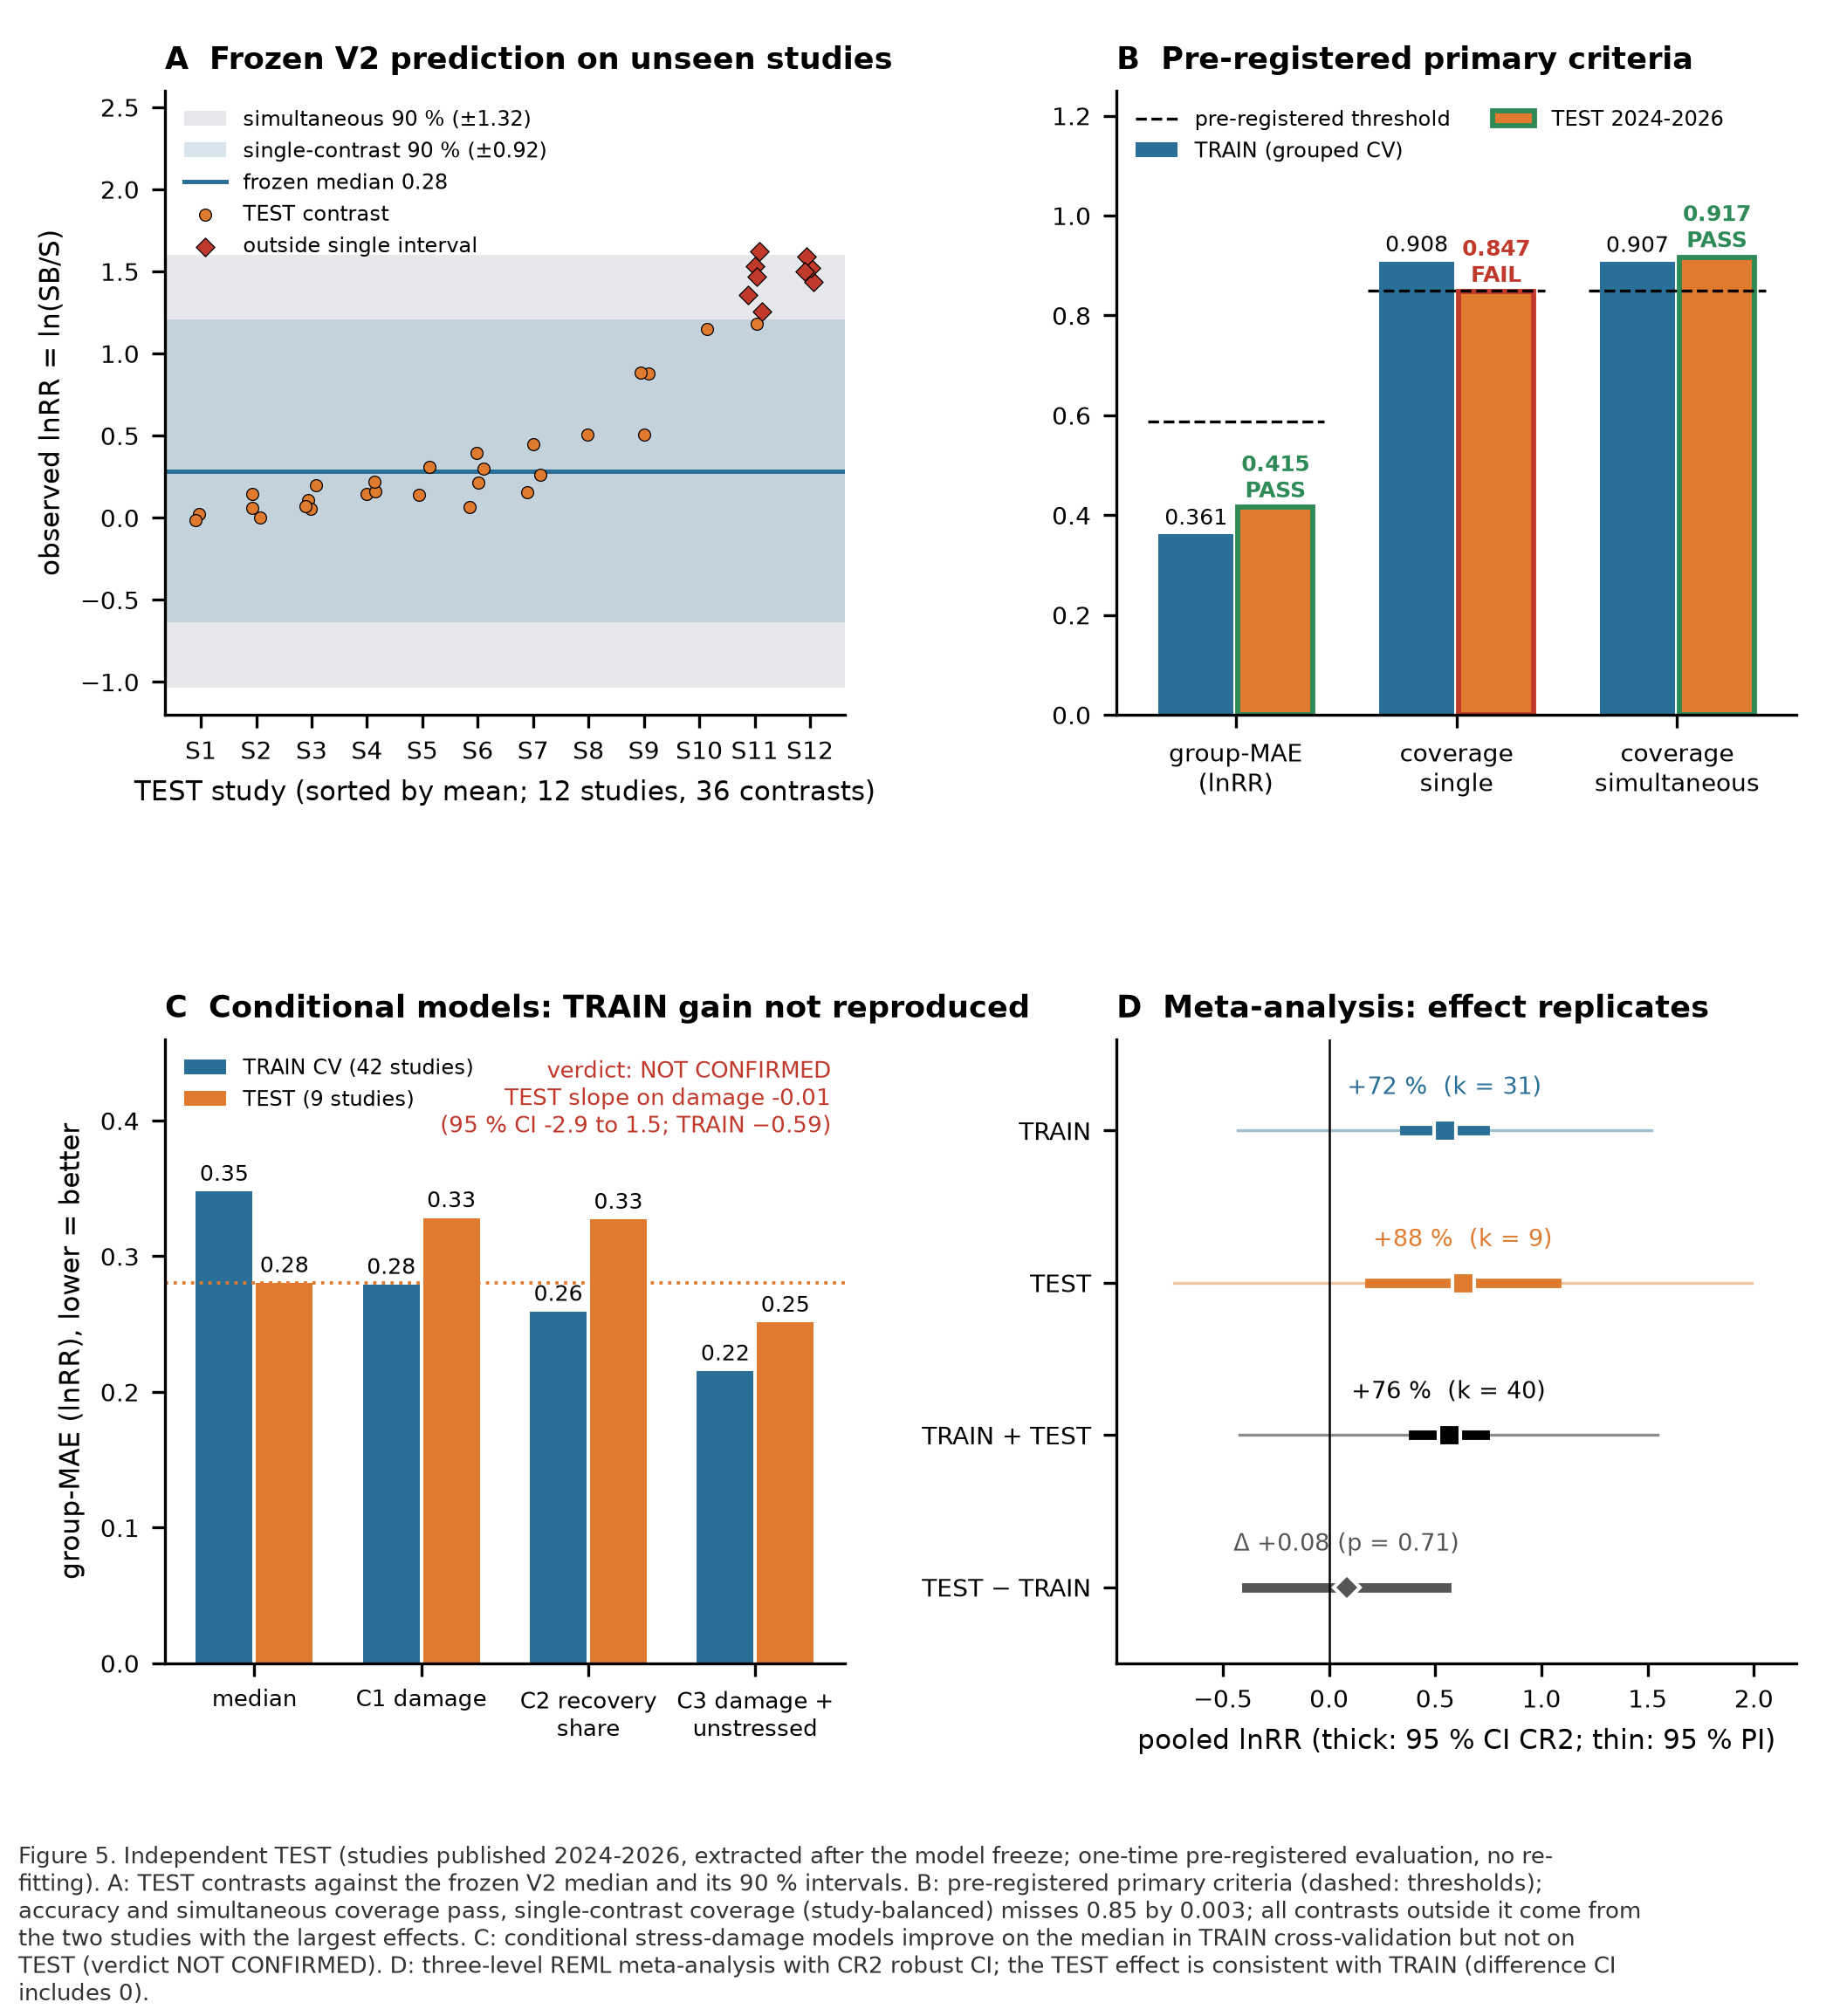 A Frozen V2 prediction on unseen studies
simultaneous 90 % (±1.32)
single-contrast 90 % (±0.92)
frozen median 0.28
TEST contrast
outside single interval
observed lnRR = ln(SB/S)
2.5
2.0
1.5
1.0
0.5
0.0
−0.5
−1.0
S1 S2 S3 S4 S5 S6 S7 S8 S9 S10 S11 S12
TEST study (sorted by mean; 12 studies, 36 contrasts)
B Pre-registered primary criteria
pre-registered threshold
TRAIN (grouped CV)
TEST 2024-2026
1.2
1.0
0.8
0.6
0.4
0.2
0.0
0.361
0.415
PASS
0.908
0.847
FAIL
0.907
0.917
PASS
group-MAE
(lnRR)
coverage
single
coverage
simultaneous
C Conditional models: TRAIN gain not reproduced
TRAIN CV (42 studies)
TEST (9 studies)
verdict: NOT CONFIRMED
TEST slope on damage -0.01
(95 % CI -2.9 to 1.5; TRAIN −0.59)
group-MAE (lnRR), lower = better
0.4
0.3
0.2
0.1
0.0
0.35
0.28
0.28
0.33
0.26
0.33
0.22
0.25
median
C1 damage
C2 recovery
share
C3 damage +
unstressed
D Meta-analysis: effect replicates
TRAIN
+72 % (k = 31)
TEST
+88 % (k = 9)
TRAIN + TEST
+76 % (k = 40)
TEST − TRAIN
Δ +0.08 (p = 0.71)
−0.5 0.0 0.5 1.0 1.5 2.0
pooled lnRR (thick: 95 % CI CR2; thin: 95 % PI)
Figure 5. Independent TEST (studies published 2024-2026, extracted after the model freeze; one-time pre-registered evaluation, no re-
fitting). A: TEST contrasts against the frozen V2 median and its 90 % intervals. B: pre-registered primary criteria (dashed: thresholds);
accuracy and simultaneous coverage pass, single-contrast coverage (study-balanced) misses 0.85 by 0.003; all contrasts outside it come from
the two studies with the largest effects. C: conditional stress-damage models improve on the median in TRAIN cross-validation but not on
TEST (verdict NOT CONFIRMED). D: three-level REML meta-analysis with CR2 robust CI; the TEST effect is consistent with TRAIN (difference CI
includes 0).